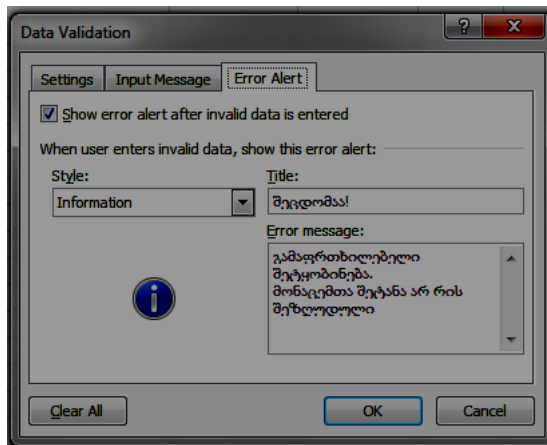 Data Validation
Settings Input Message Error Alert
Show error alert after invalid data is entered
When user enters invalid data, show this error alert:
Style: Title:
Information შეცდომაა!
Error message:
გამაფრთხილებელი
შეტყობინება.
მონაცემთა შეტანა არ რის
შეზღუდული
Clear All OK Cancel